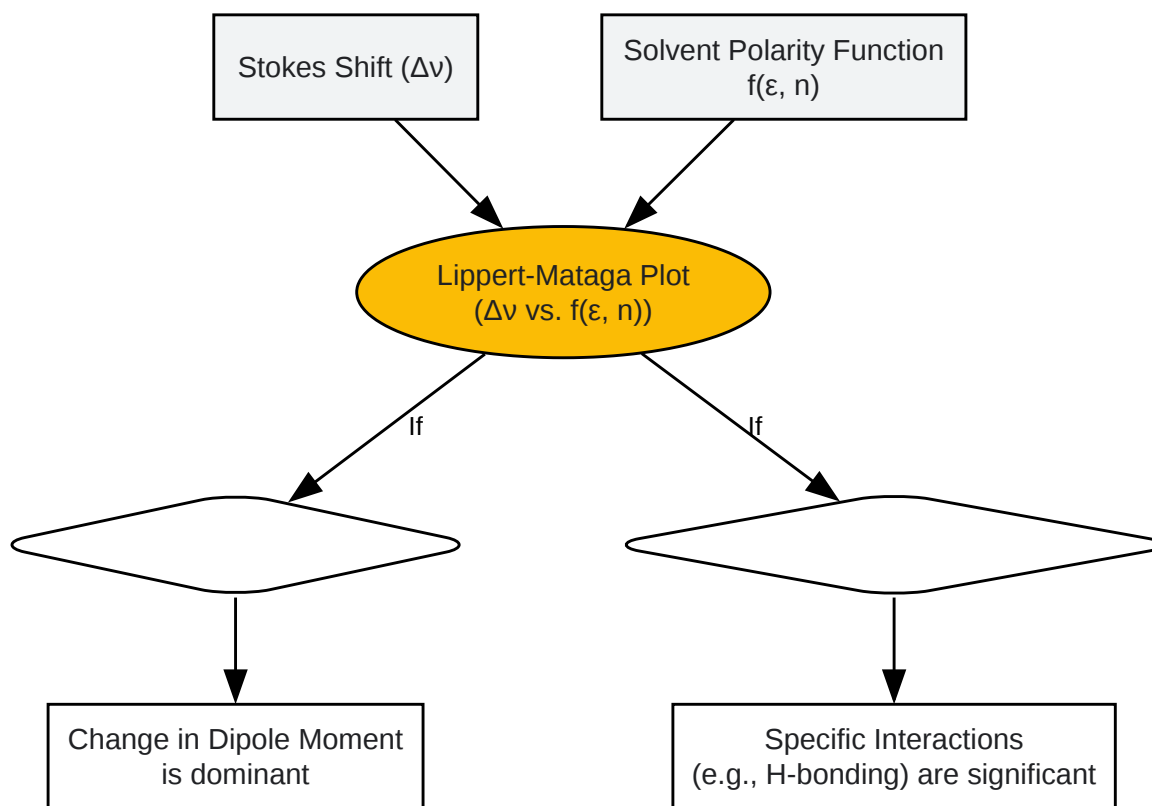 Stokes Shift (Δν)
Solvent Polarity Function
f(ε, n)
Lippert-Mataga Plot
(Δν vs. f(ε, n))
If
If
Change in Dipole Moment
is dominant
Specific Interactions
(e.g., H-bonding) are significant